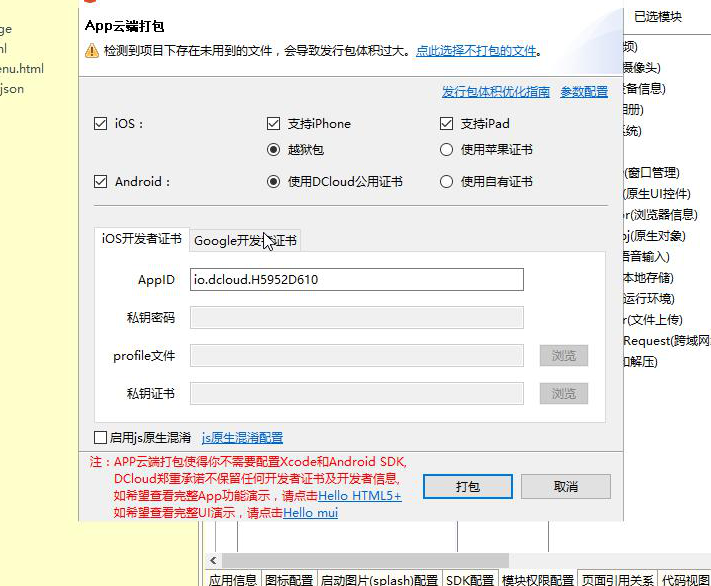 已选模块
App云端打包
检测到项目下存在未用到的文件，会导致发行包体积过大。点此选择不打包的文件。
enu.html
json
摄像头)
备信息)
发行包体积优化指南 参数配置
iOS： 支持iPhone 支持iPad
越狱包 使用苹果证书
Android： 使用DCloud公用证书 使用自有证书
(窗口管理)
(原生UI控件)
r(浏览器信息)
oj(原生对象)
语音输入)
本地存储)
运行环境)
r(文件上传)
Request(跨域网
和解压)
iOS开发者证书 Google开发者证书
AppID io.dcloud.H5952D610
私钥密码
profile文件 浏览
私钥证书 浏览
启用js原生混淆 js原生混淆配置
注：APP云端打包使得你不需要配置Xcode和Android SDK,
DCloud郑重承诺不保留任何开发者证书及开发者信息,
如希望查看完整App功能演示，请点击Hello HTML5+
如希望查看完整UI演示，请点击Hello mui
打包 取消
应用信息 图标配置 启动图片(splash)配置 SDK配置 模块权限配置 页面引用关系 代码视图